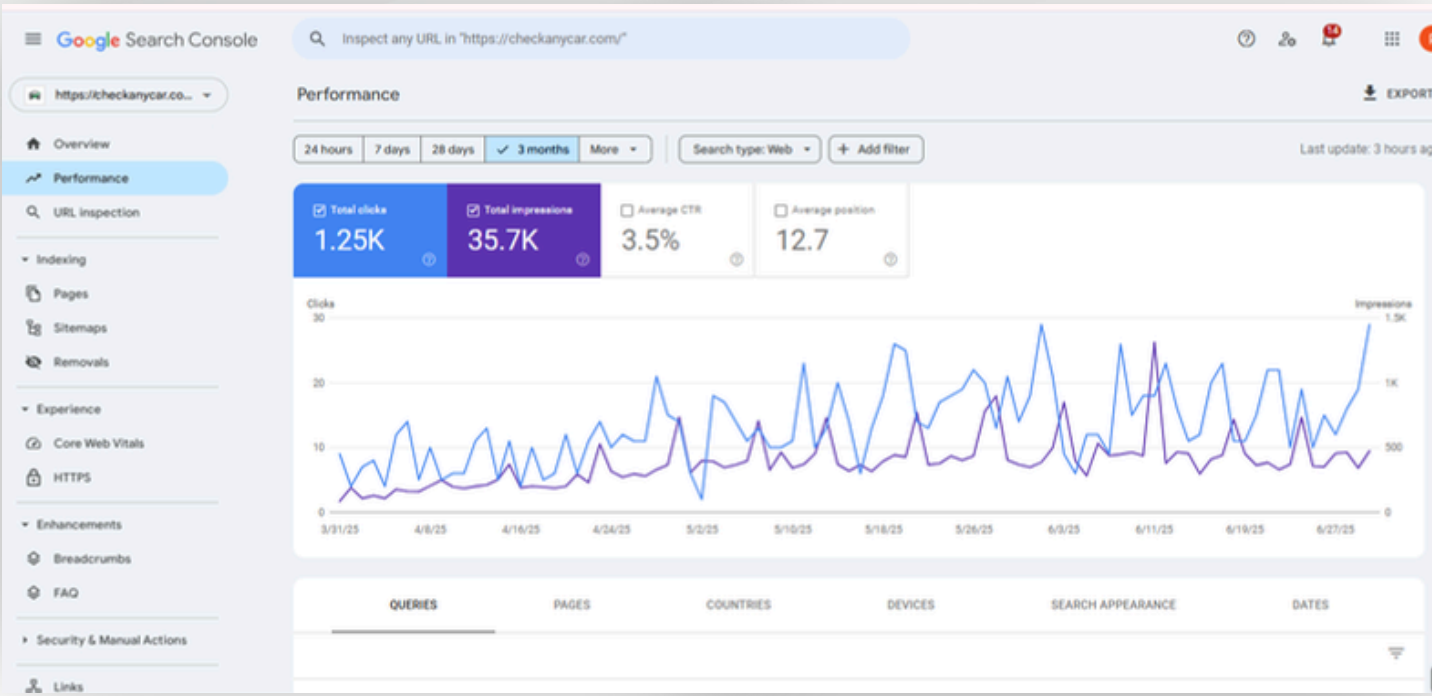 Google Search Console
Inspect any URL in "https://checkanycar.com/"
14
https://checkanycar.co...
Performance
EXPORT
Overview
Performance
URL inspection
Indexing
Pages
Sitemaps
Removals
Experience
Core Web Vitals
HTTPS
Enhancements
Breadcrumbs
FAQ
Security & Manual Actions
Links
24 hours 7 days 28 days 3 months More Search type: Web + Add filter
Last update: 3 hours ag
Total clicks Total impressions Average CTR Average position
1.25K 35.7K 3.5% 12.7
Clicks Impressions
30 1.5K
20 1K
10 500
0 0
3/31/25 4/8/25 4/16/25 4/24/25 5/2/25 5/10/25 5/18/25 5/26/25 6/3/25 6/11/25 6/19/25 6/27/25
QUERIES PAGES COUNTRIES DEVICES SEARCH APPEARANCE DATES